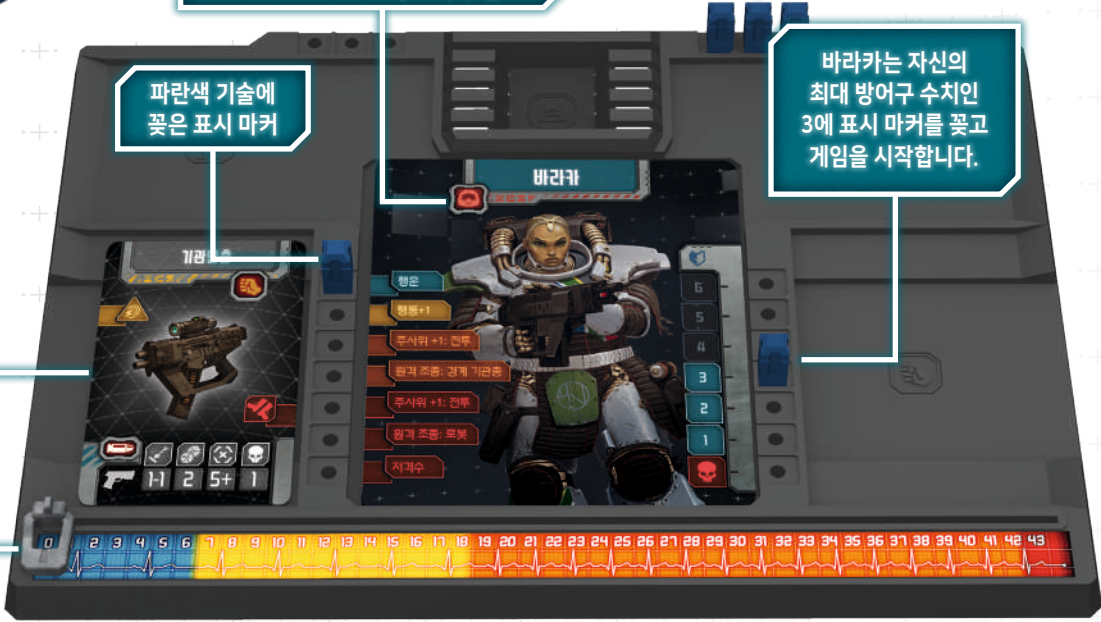 파란색 기술에
꽂은 표시 마커
바라카는 자신의
최대 방어구 수치인
3에 표시 마커를 꽂고
게임을 시작합니다.
바라카
행운
행동+1
주사위 +1: 전투
원격 조종: 경계 기관총
주사위 +1: 전투
원격 조종: 로봇
저격수
6
5
4
3
2
1
1-1 2 5+ 1
0 2 3 4 5 6 7 8 9 10 11 12 13 14 15 16 17 18 19 20 21 22 23 24 25 26 27 28 29 30 31 32 33 34 35 36 37 38 39 40 41 42 43